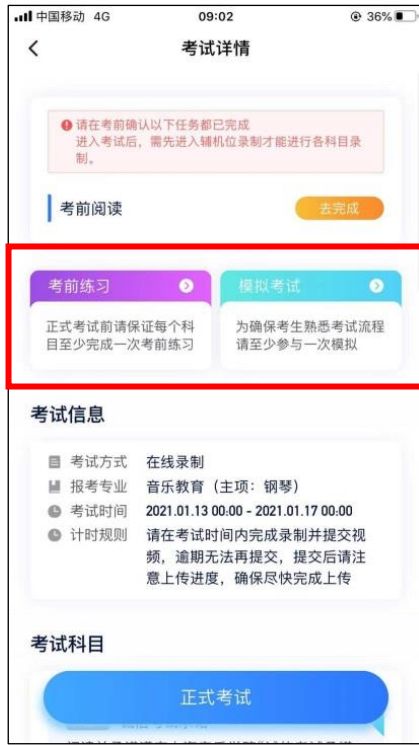 中国移动 4G 09:02 36%
考试详情
请在考前确认以下任务都已完成
进入考试后，需先进入辅机位录制才能进行各科目录
制。
考前阅读 去完成
考前练习 模拟考试
正式考试前请保证每个科 为确保考生熟悉考试流程
目至少完成一次考前练习 请至少参与一次模拟
考试信息
考试方式 在线录制
报考专业 音乐教育（主项：钢琴）
考试时间 2021.01.13 00:00 - 2021.01.17 00:00
计时规则 请在考试时间内完成录制并提交视
频，逾期无法再提交，提交后请注
意上传进度，确保尽快完成上传
考试科目
正式考试